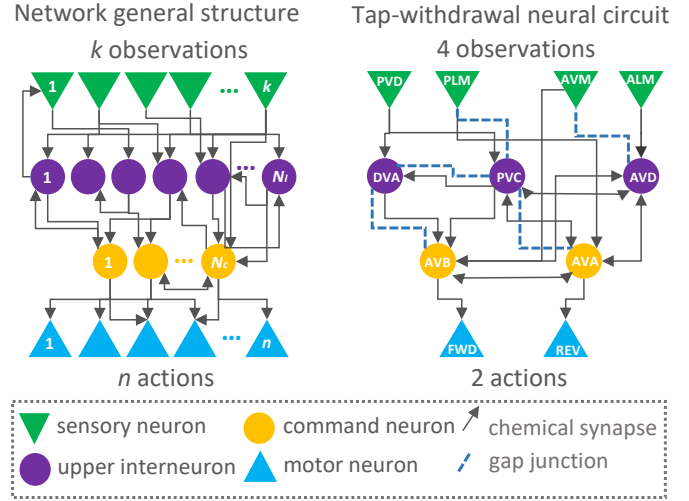 Network general structure
Tap-withdrawal neural circuit
k observations
4 observations
1 ... k
PVD PLM AVM ALM
1 ... N_I
DVA PVC AVD
1 ... N_c
AVB AVA
1 ... n
FWD REV
n actions
2 actions
sensory neuron
command neuron
chemical synapse
upper interneuron
motor neuron
gap junction